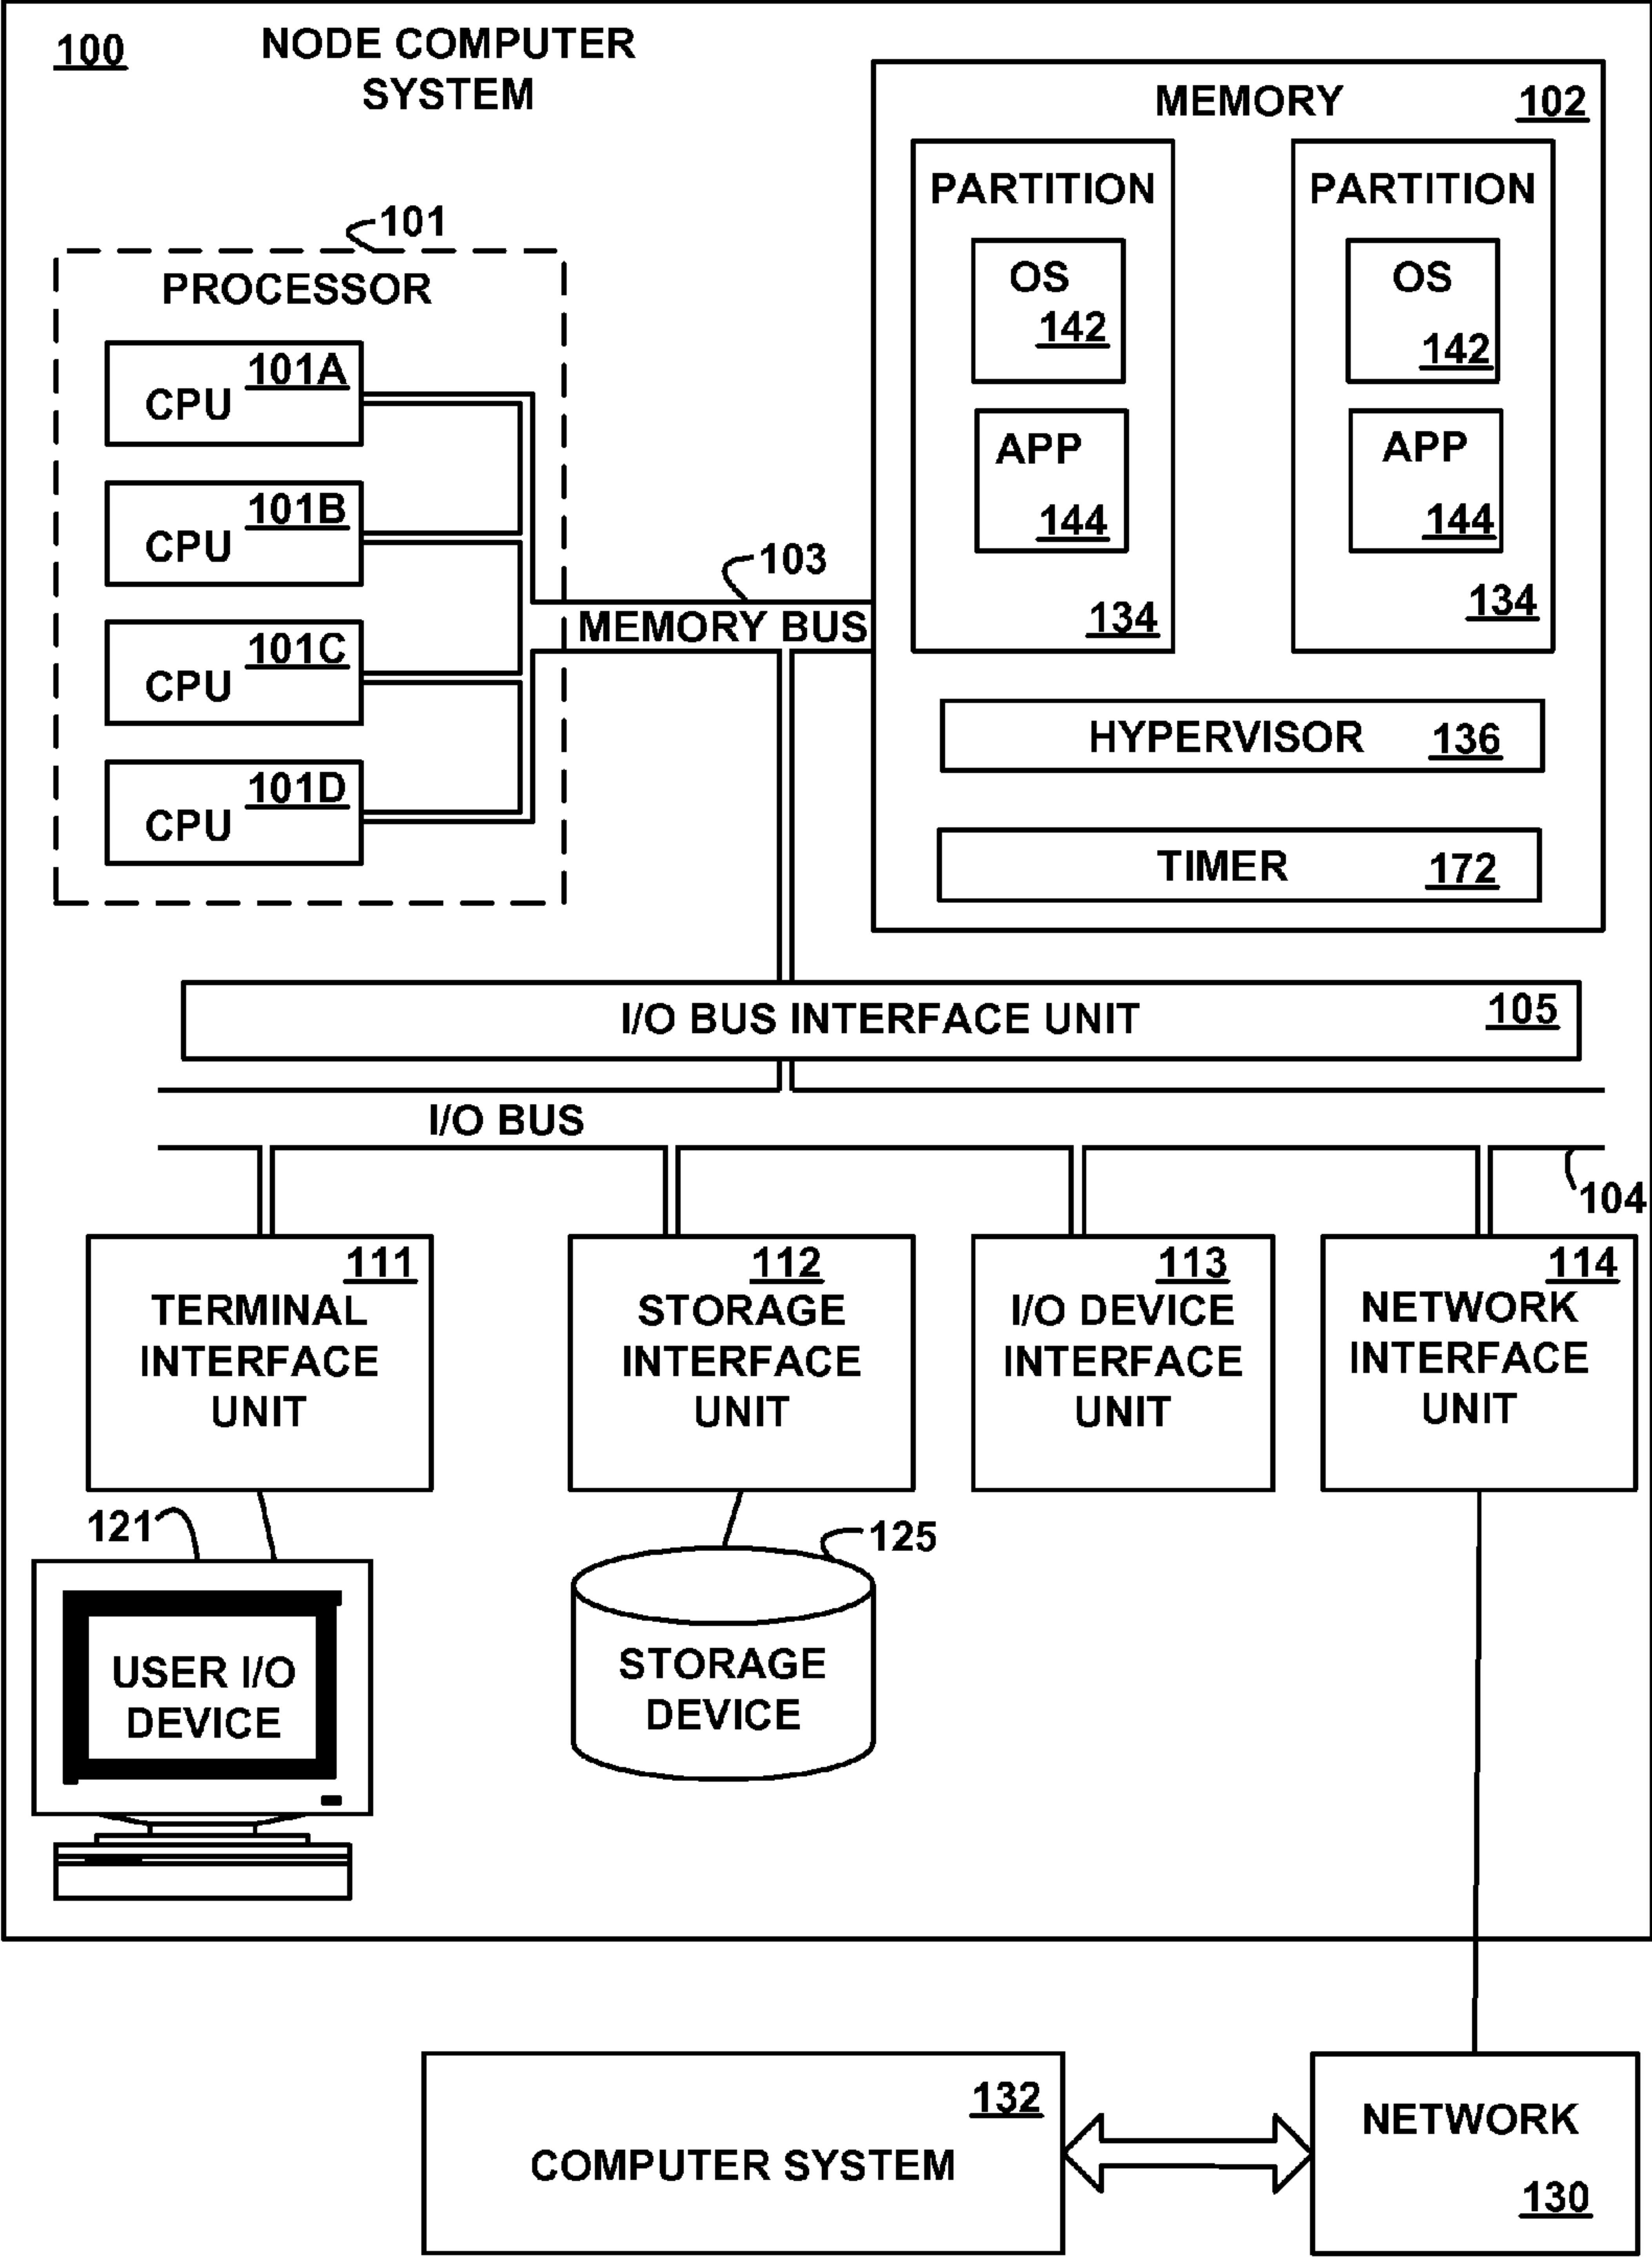 100
NODE COMPUTER
SYSTEM
MEMORY
102
PARTITION
OS
142
APP
144
134
PARTITION
OS
142
APP
144
134
HYPERVISOR 136
TIMER 172
101
PROCESSOR
CPU 101A
CPU 101B
CPU 101C
CPU 101D
103
MEMORY BUS
I/O BUS INTERFACE UNIT 105
I/O BUS
104
111
TERMINAL
INTERFACE
UNIT
112
STORAGE
INTERFACE
UNIT
113
I/O DEVICE
INTERFACE
UNIT
114
NETWORK
INTERFACE
UNIT
121
USER I/O
DEVICE
125
STORAGE
DEVICE
132
COMPUTER SYSTEM
NETWORK
130